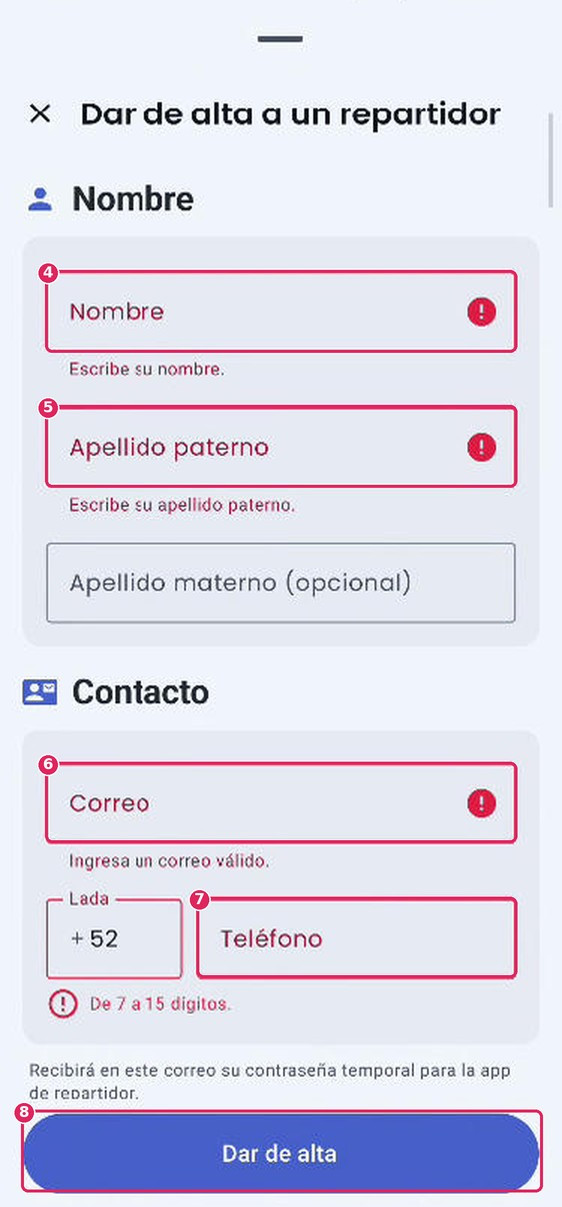 Dar de alta a un repartidor
Nombre
4
Nombre
Escribe su nombre.
5
Apellido paterno
Escribe su apellido paterno.
Apellido materno (opcional)
Contacto
6
Correo
Ingresa un correo válido.
Lada
+ 52
7
Teléfono
De 7 a 15 dígitos.
Recibirá en este correo su contraseña temporal para la app
de repartidor.
8
Dar de alta